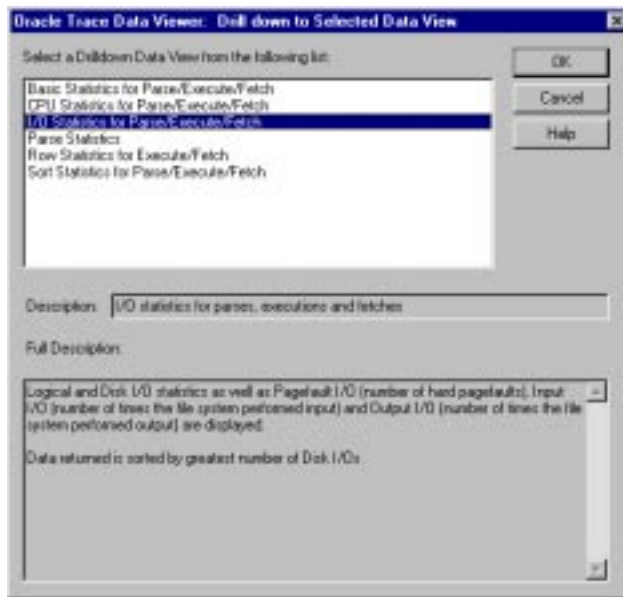 Oracle Trace Data Viewer: Drill down to Selected Data View
Select a Drilldown Data View from the following list:
OK
Basic Statistics for Parse/Execute/Fetch
CPU Statistics for Parse/Execute/Fetch
I/O Statistics for Parse/Execute/Fetch
Parse Statistics
Row Statistics for Execute/Fetch
Sort Statistics for Parse/Execute/Fetch
Cancel
Help
Description: I/O statistics for parses, executions and fetches
Full Description:
Logical and Disk I/O statistics as well as Pagefault I/O (number of hard pagefaults), Input
I/O (number of times the file system performed input) and Output I/O (number of times the file
system performed output) are displayed.
Data returned is sorted by greatest number of Disk I/Os